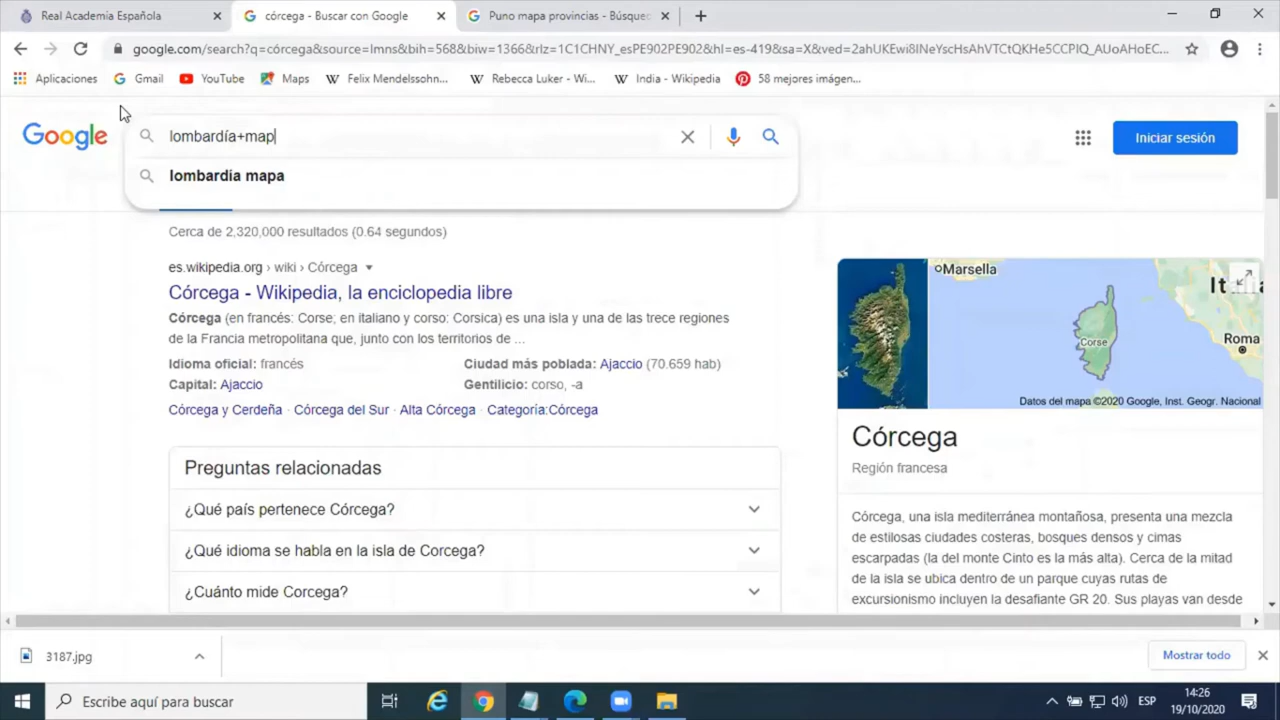 Real Academia Española
córcega - Buscar con Google
Puno mapa provincias - Búsque
google.com/search?q=córcega&source=lmns&bih=568&biw=1366&rlz=1C1CHNY_esPE902PE902&hl=es-419&sa=X&ved=2ahUKEwi8INeYscHsAhVTCtQKHe5CCPIQ_AUoAHoEC...
Aplicaciones
Gmail
YouTube
Maps
Felix Mendelssohn...
Rebecca Luker - Wi...
India - Wikipedia
58 mejores imágen...
Google
lombardía+map
Iniciar sesión
lombardia mapa
Cerca de 2,320,000 resultados (0.64 segundos)
es.wikipedia.org › wiki › Córcega
Córcega - Wikipedia, la enciclopedia libre
Córcega (en francés: Corse; en italiano y corso: Corsica) es una isla y una de las trece regiones
de la Francia metropolitana que, junto con los territorios de ...
Idioma oficial: francés
Ciudad más poblada: Ajaccio (70.659 hab)
Capital: Ajaccio
Gentilicio: corso, -a
Córcega y Cerdeña · Córcega del Sur · Alta Córcega · Categoría:Córcega
Preguntas relacionadas
¿Qué país pertenece Córcega?
¿Qué idioma se habla en la isla de Corcega?
¿Cuánto mide Corcega?
Marsella
Corse
Roma
Datos del mapa ©2020 Google, Inst. Geogr. Nacional
Córcega
Región francesa
Córcega, una isla mediterránea montañosa, presenta una mezcla
de estilosas ciudades costeras, bosques densos y cimas
escarpadas (la del monte Cinto es la más alta). Cerca de la mitad
de la isla se ubica dentro de un parque cuyas rutas de
excursionismo incluyen la desafiante GR 20. Sus playas van desde
3187.jpg
Mostrar todo
Escribe aquí para buscar
ESP
14:26
19/10/2020